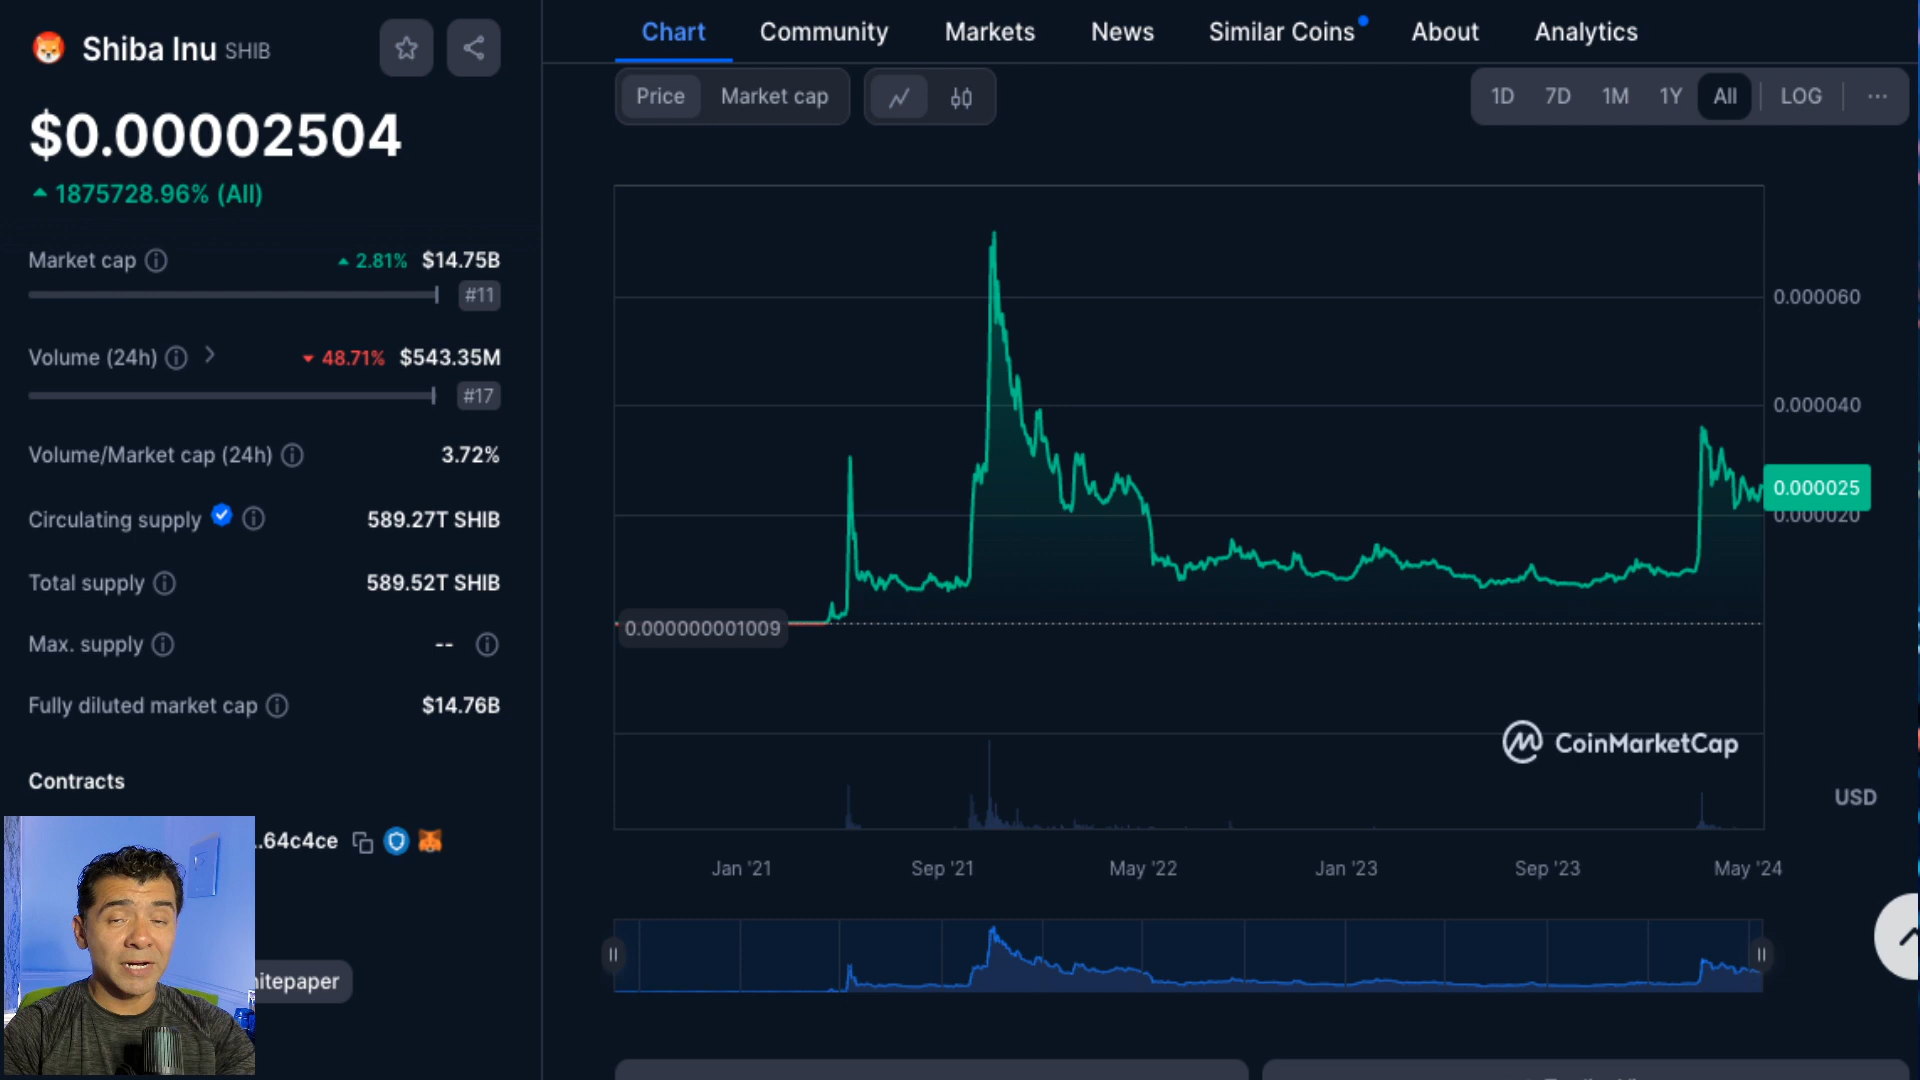 Shiba Inu SHIB
$0.00002504
1875728.96% (All)
Market cap 2.81% $14.75B
#11
Volume (24h) 48.71% $543.35M
#17
Volume/Market cap (24h) 3.72%
Circulating supply 589.27T SHIB
Total supply 589.52T SHIB
Max. supply --
Fully diluted market cap $14.76B
Contracts
..64c4ce
hitepaper
Chart Community Markets News Similar Coins About Analytics
Price Market cap
1D 7D 1M 1Y All LOG ...
0.000060
0.000040
0.000025
0.000020
0.000000001009
CoinMarketCap
USD
Jan '21 Sep '21 May '22 Jan '23 Sep '23 May '24